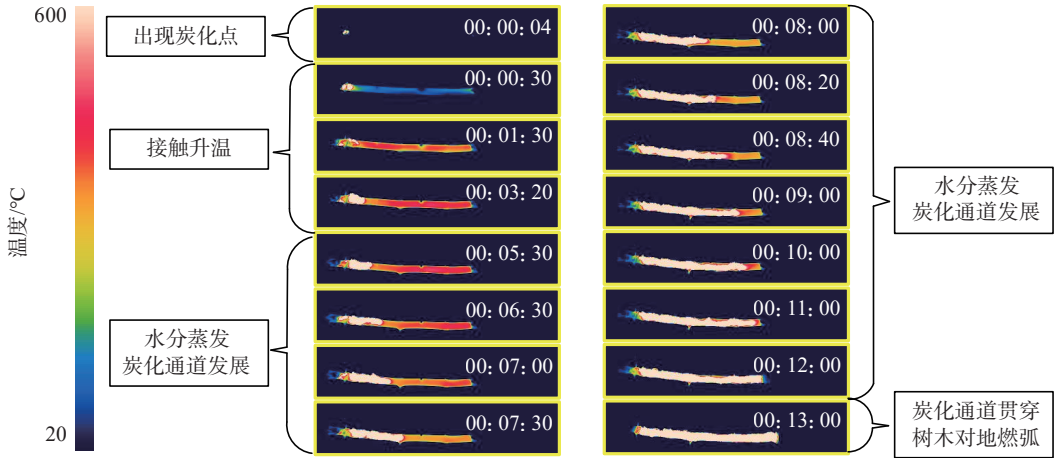 600
温度/℃
20
出现炭化点
接触升温
水分蒸发
炭化通道发展
00: 00: 04
00: 00: 30
00: 01: 30
00: 03: 20
00: 05: 30
00: 06: 30
00: 07: 00
00: 07: 30
00: 08: 00
00: 08: 20
00: 08: 40
00: 09: 00
00: 10: 00
00: 11: 00
00: 12: 00
00: 13: 00
水分蒸发
炭化通道发展
炭化通道贯穿
树木对地燃弧